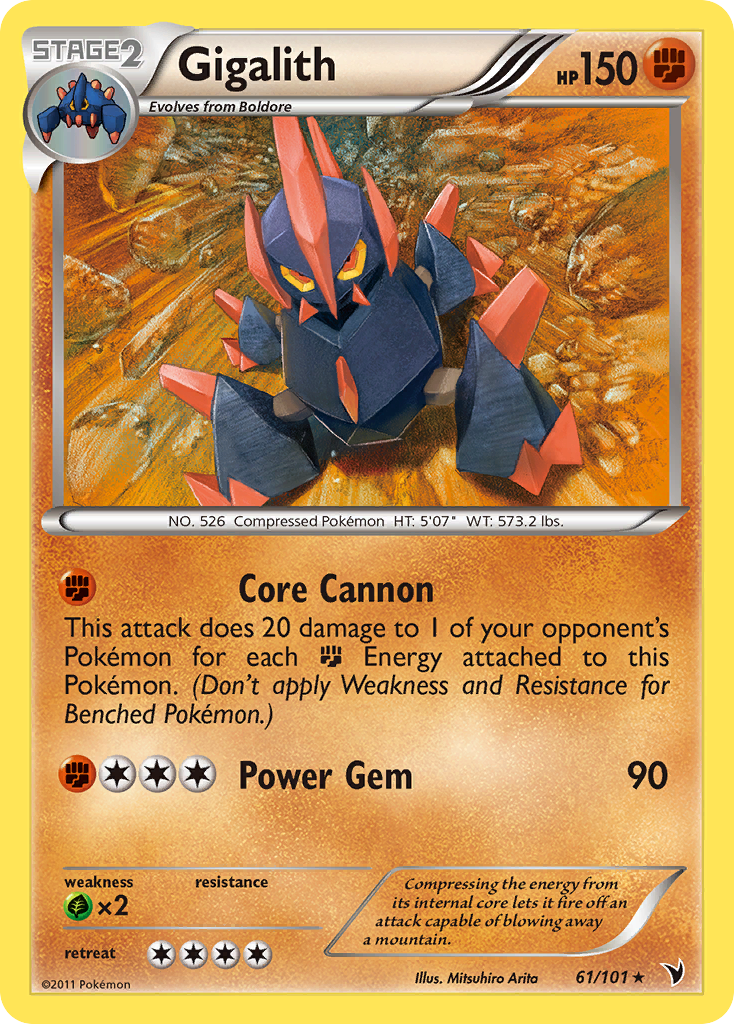 STAGE2
Gigalith
HP150
Evolves from Boldore
NO. 526 Compressed Pokémon HT: 5'07" WT: 573.2 lbs.
Core Cannon
This attack does 20 damage to 1 of your opponent's
Pokémon for each Energy attached to this
Pokémon. (Don't apply Weakness and Resistance for
Benched Pokémon.)
Power Gem 90
weakness resistance
×2
retreat
Compressing the energy from
its internal core lets it fire off an
attack capable of blowing away
a mountain.
©2011 Pokémon
Illus. Mitsuhiro Arita 61/101 ★